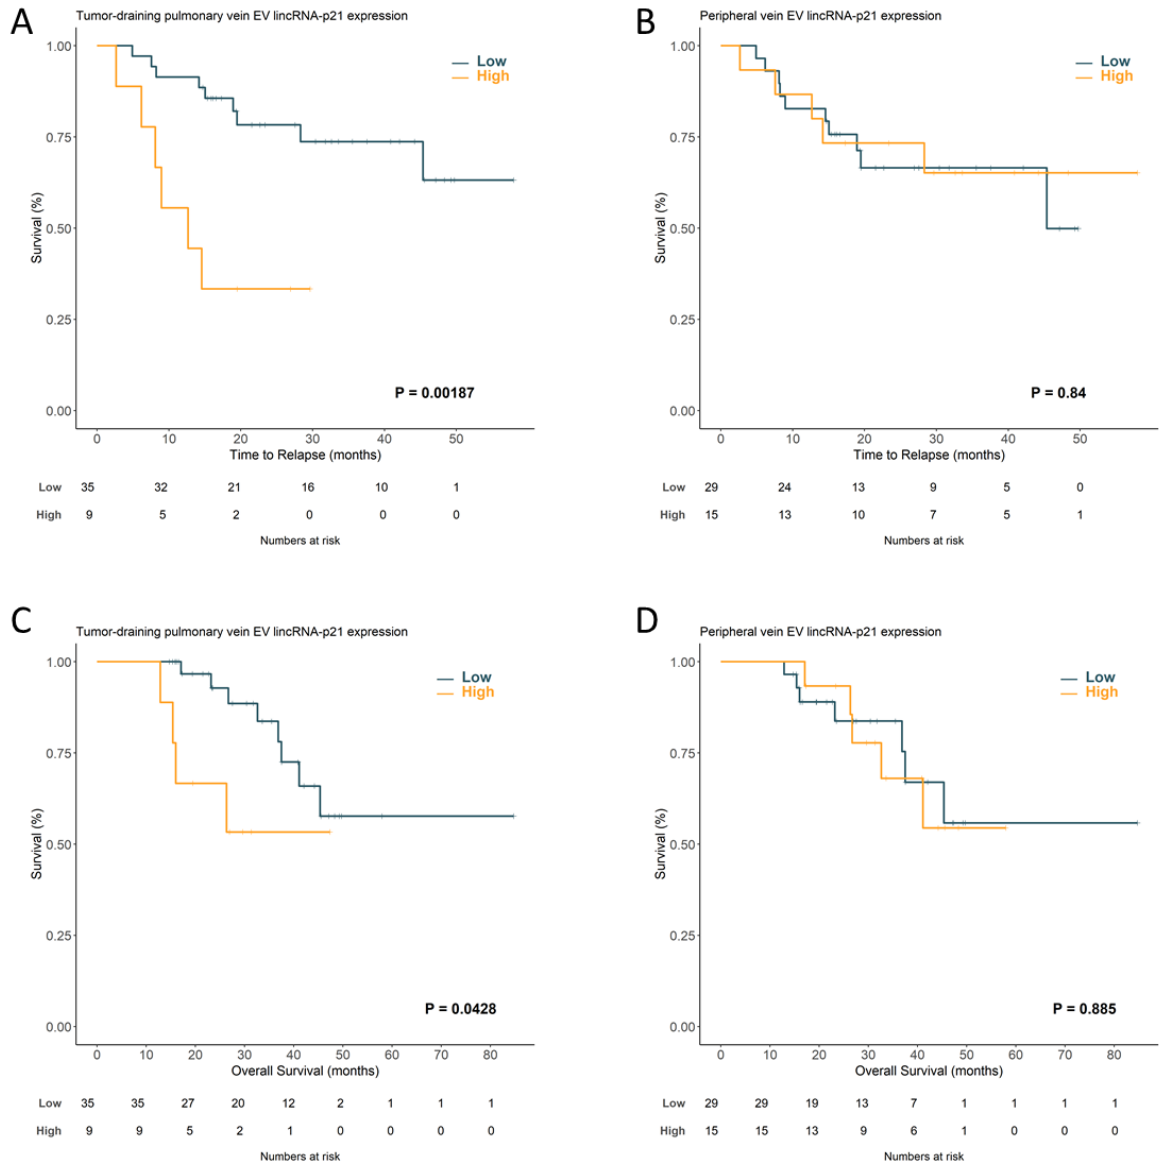 A
Tumor-draining pulmonary vein EV lincRNA-p21 expression
Low
High
1.00
0.75
0.50
0.25
0.00
Survival (%)
P = 0.00187
0 10 20 30 40 50
Time to Relapse (months)
Low 35 32 21 16 10 1
High 9 5 2 0 0 0
Numbers at risk
B
Peripheral vein EV lincRNA-p21 expression
Low
High
1.00
0.75
0.50
0.25
0.00
Survival (%)
P = 0.84
0 10 20 30 40 50
Time to Relapse (months)
Low 29 24 13 9 5 0
High 15 13 10 7 5 1
Numbers at risk
C
Tumor-draining pulmonary vein EV lincRNA-p21 expression
Low
High
1.00
0.75
0.50
0.25
0.00
Survival (%)
P = 0.0428
0 10 20 30 40 50 60 70 80
Overall Survival (months)
Low 35 35 27 20 12 2 1 1 1
High 9 9 5 2 1 0 0 0 0
Numbers at risk
D
Peripheral vein EV lincRNA-p21 expression
Low
High
1.00
0.75
0.50
0.25
0.00
Survival (%)
P = 0.885
0 10 20 30 40 50 60 70 80
Overall Survival (months)
Low 29 29 19 13 7 1 1 1 1
High 15 15 13 9 6 1 0 0 0
Numbers at risk